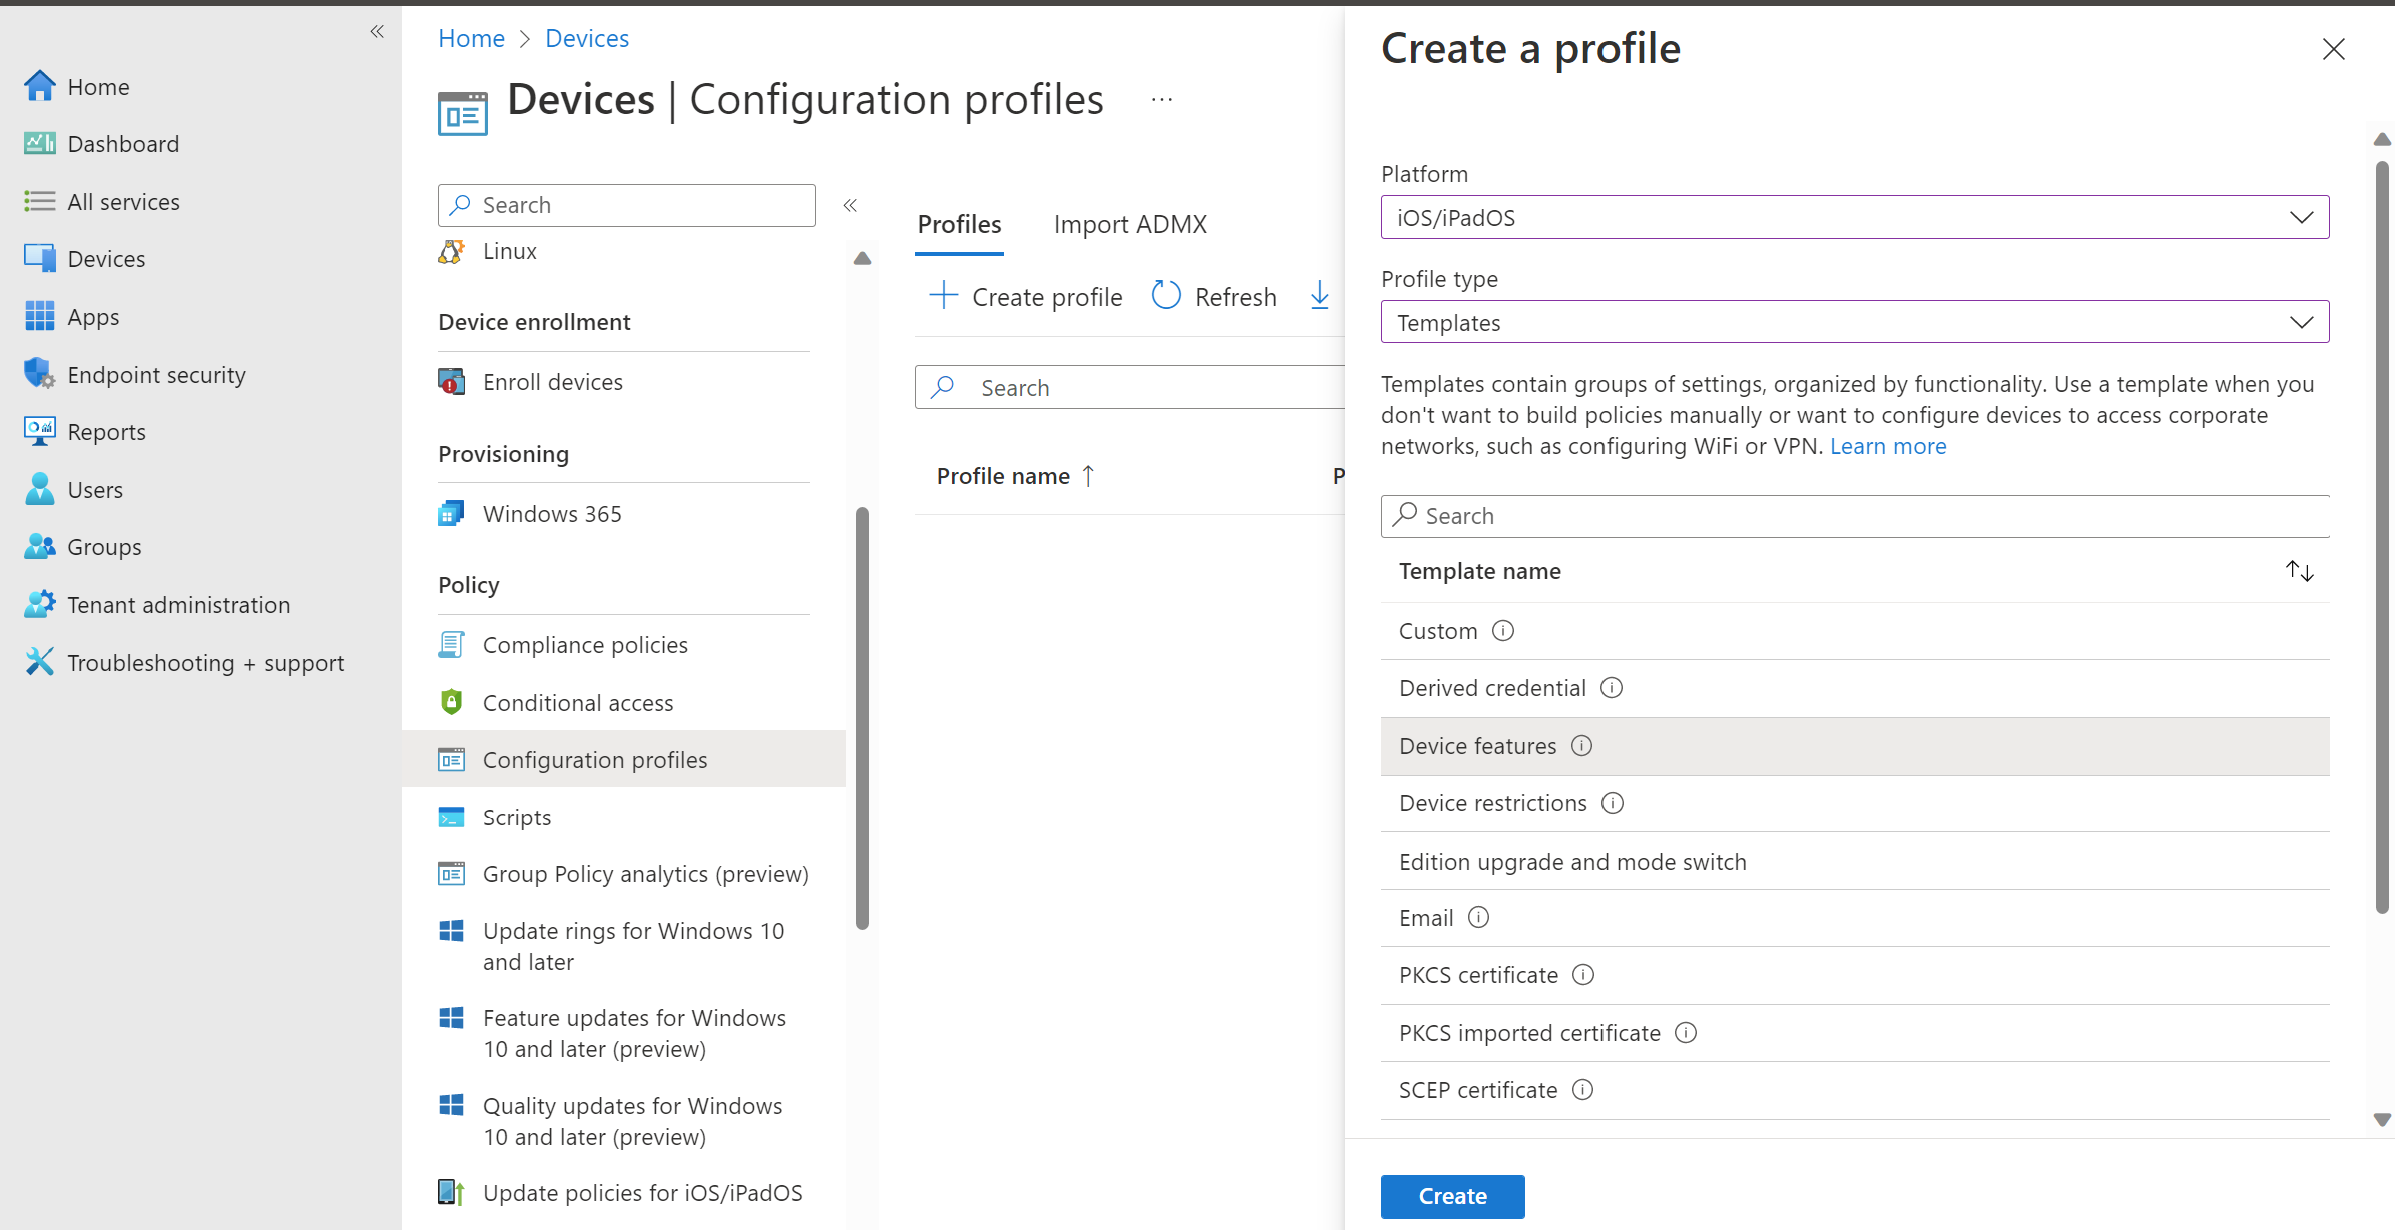 Home
Dashboard
All services
Devices
Apps
Endpoint security
Reports
Users
Groups
Tenant administration
Troubleshooting + support
Home > Devices
Devices | Configuration profiles ...
Search
Linux
Device enrollment
Enroll devices
Provisioning
Windows 365
Policy
Compliance policies
Conditional access
Configuration profiles
Scripts
Group Policy analytics (preview)
Update rings for Windows 10
and later
Feature updates for Windows
10 and later (preview)
Quality updates for Windows
10 and later (preview)
Update policies for iOS/iPadOS
Profiles Import ADMX
Create profile Refresh
Search
Profile name ↑ P
Create a profile
Platform
iOS/iPadOS
Profile type
Templates
Templates contain groups of settings, organized by functionality. Use a template when you
don't want to build policies manually or want to configure devices to access corporate
networks, such as configuring WiFi or VPN. Learn more
Search
Template name
Custom
Derived credential
Device features
Device restrictions
Edition upgrade and mode switch
Email
PKCS certificate
PKCS imported certificate
SCEP certificate
Create